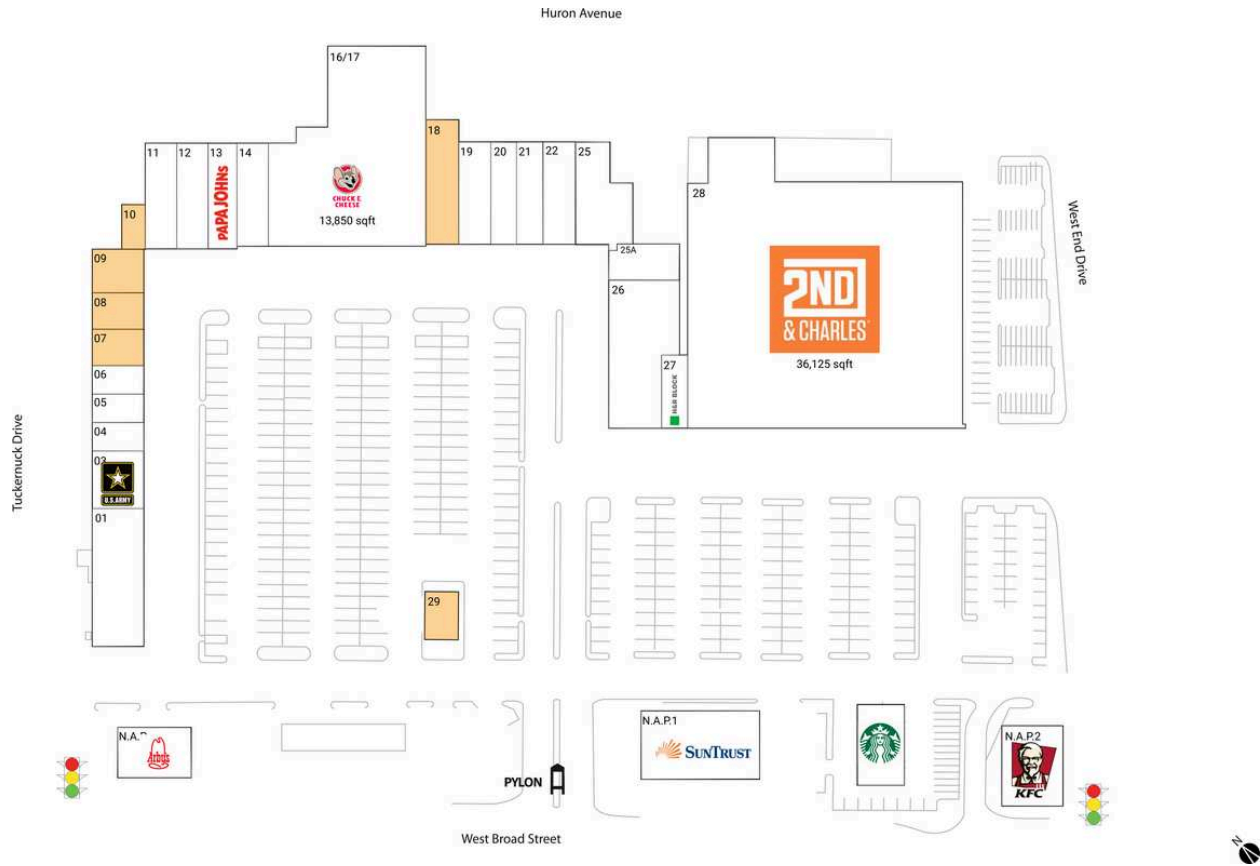 Huron Avenue
16/17
18
11
12
13
14
19
20
21
22
25
PAPA JOHNS
CHUCK E.
CHEESE
13,850 sqft
28
10
09
08
07
06
05
04
03
U.S. ARMY
01
25A
26
27
H&R BLOCK
2ND
& CHARLES
36,125 sqft
West End Drive
Tuckernuck Drive
29
N.A.P.1
SUNTRUST
N.A.P.2
KFC
N.A.
Arby's
PYLON
West Broad Street
N